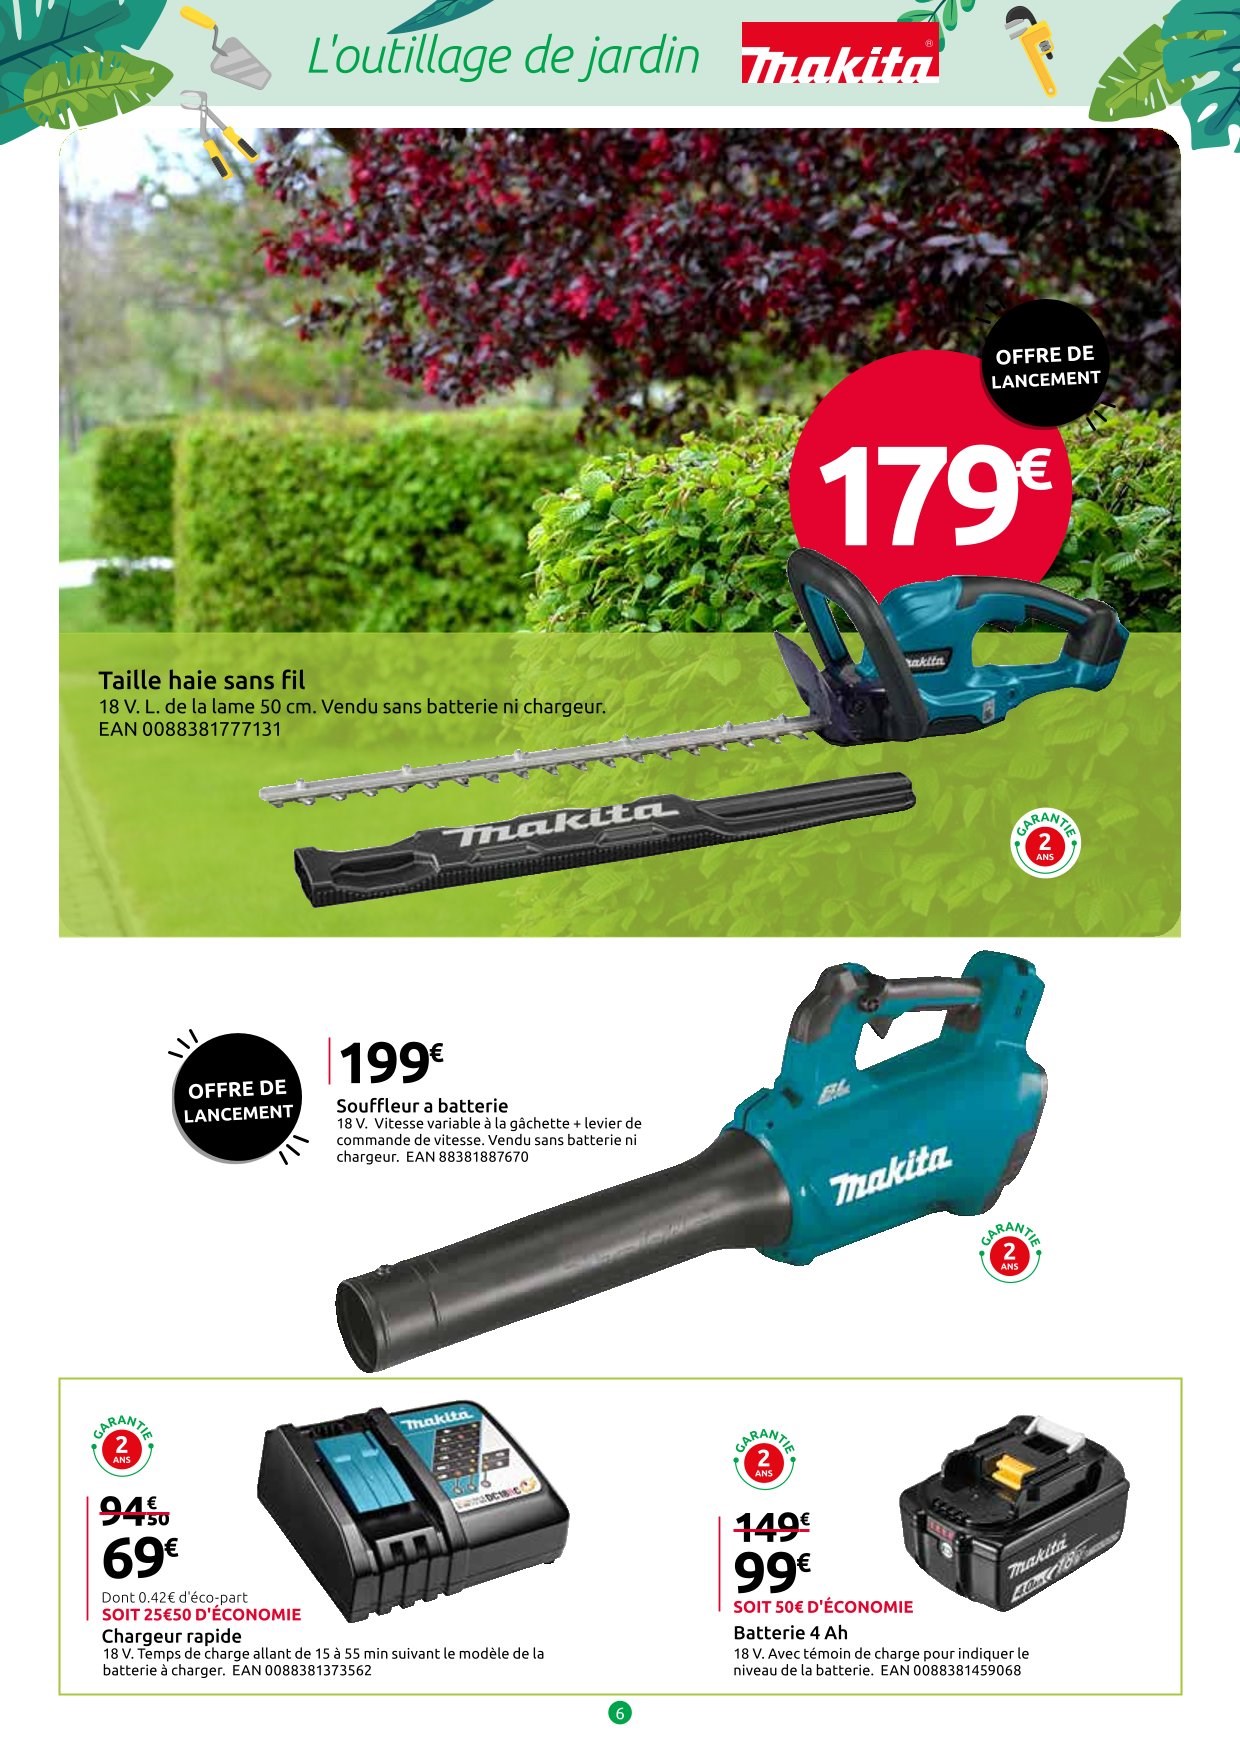 L'outillage de jardin
makita®
OFFRE DE
LANCEMENT
179€
makita
Taille haie sans fil
18 V. L. de la lame 50 cm. Vendu sans batterie ni chargeur.
EAN 0088381777131
makita
GARANTIE
2
ANS
OFFRE DE
LANCEMENT
199€
Souffleur a batterie
18 V.  Vitesse variable à la gâchette + levier de
commande de vitesse. Vendu sans batterie ni
chargeur.  EAN 88381887670
BL
makita
GARANTIE
2
ANS
GARANTIE
2
ANS
94€50
69€
Dont 0.42€ d'éco-part
SOIT 25€50 D'ÉCONOMIE
Chargeur rapide
18 V. Temps de charge allant de 15 à 55 min suivant le modèle de la
batterie à charger.  EAN 0088381373562
makita
DC18RC
GARANTIE
2
ANS
149€
99€
SOIT 50€ D'ÉCONOMIE
Batterie 4 Ah
18 V. Avec témoin de charge pour indiquer le
niveau de la batterie.  EAN 0088381459068
makita
4.0Ah
18V
6